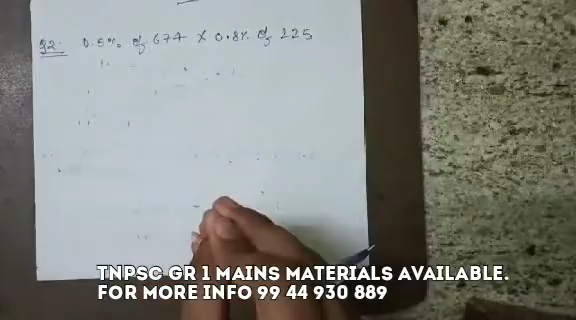 92. 0.5% of 674 X 0.8% of 225
TNPSC GR 1 MAINS MATERIALS AVAILABLE.
FOR MORE INFO 99 44 930 889